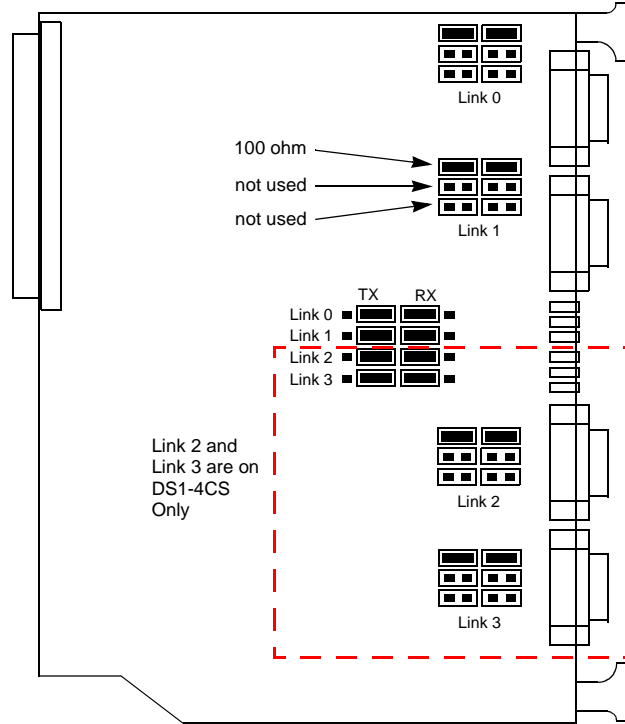 Link 0
100 ohm
not used
not used
Link 1
TX RX
Link 0
Link 1
Link 2
Link 3
Link 2 and
Link 3 are on
DS1-4CS
Only
Link 2
Link 3